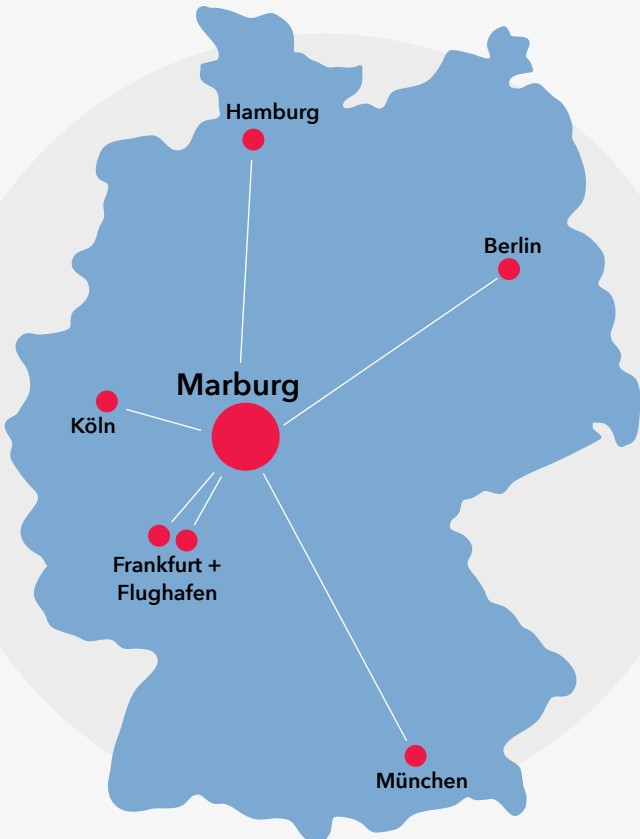 Hamburg
Berlin
Marburg
Köln
Frankfurt +
Flughafen
München